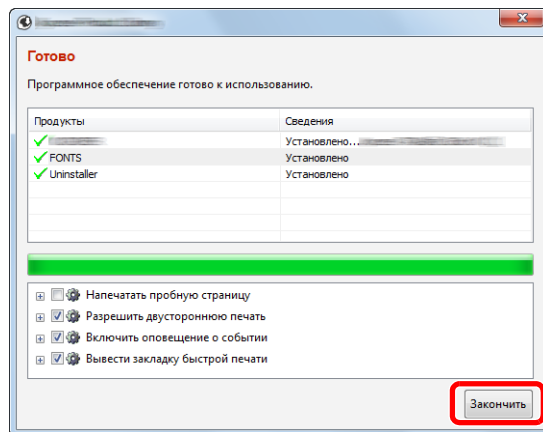 Готово
Программное обеспечение готово к использованию.
Продукты Сведения
Установлено...
FONTS Установлено
Uninstaller Установлено
Напечатать пробную страницу
Разрешить двустороннюю печать
Включить оповещение о событии
Вывести закладку быстрой печати
Закончить